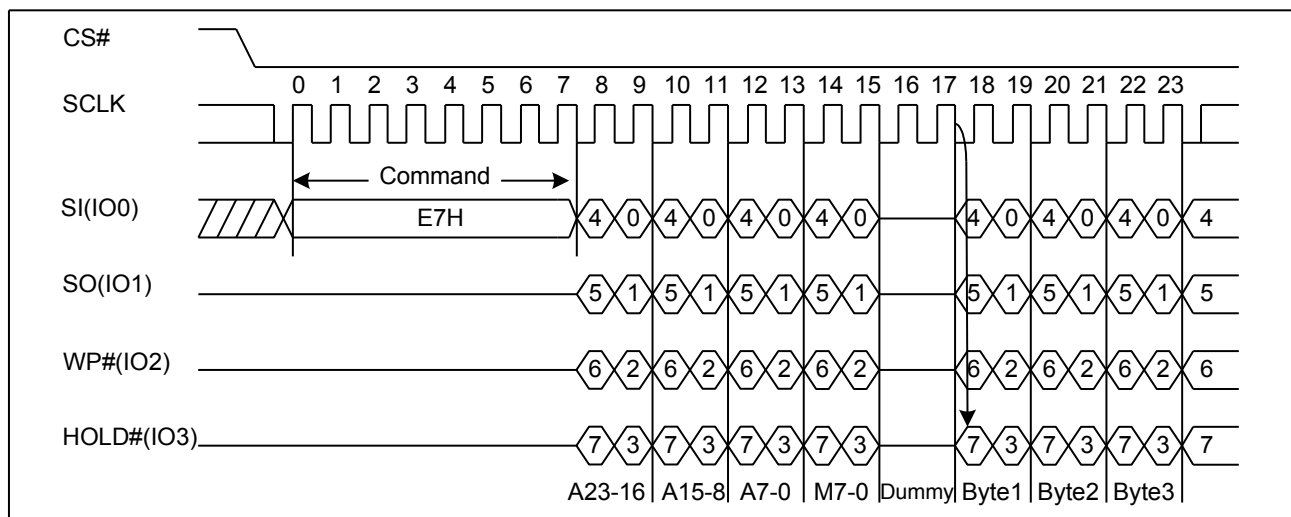 CS#
0 1 2 3 4 5 6 7 8 9 10 11 12 13 14 15 16 17 18 19 20 21 22 23
SCLK
Command
SI(IO0) E7H 4 0 4 0 4 0 4 0 4 0 4 0 4 0 4
SO(IO1) 5 1 5 1 5 1 5 1 5 1 5 1 5 1 5
WP#(IO2) 6 2 6 2 6 2 6 2 6 2 6 2 6 2 6
HOLD#(IO3) 7 3 7 3 7 3 7 3 7 3 7 3 7 3 7
A23-16 A15-8 A7-0 M7-0 Dummy Byte1 Byte2 Byte3